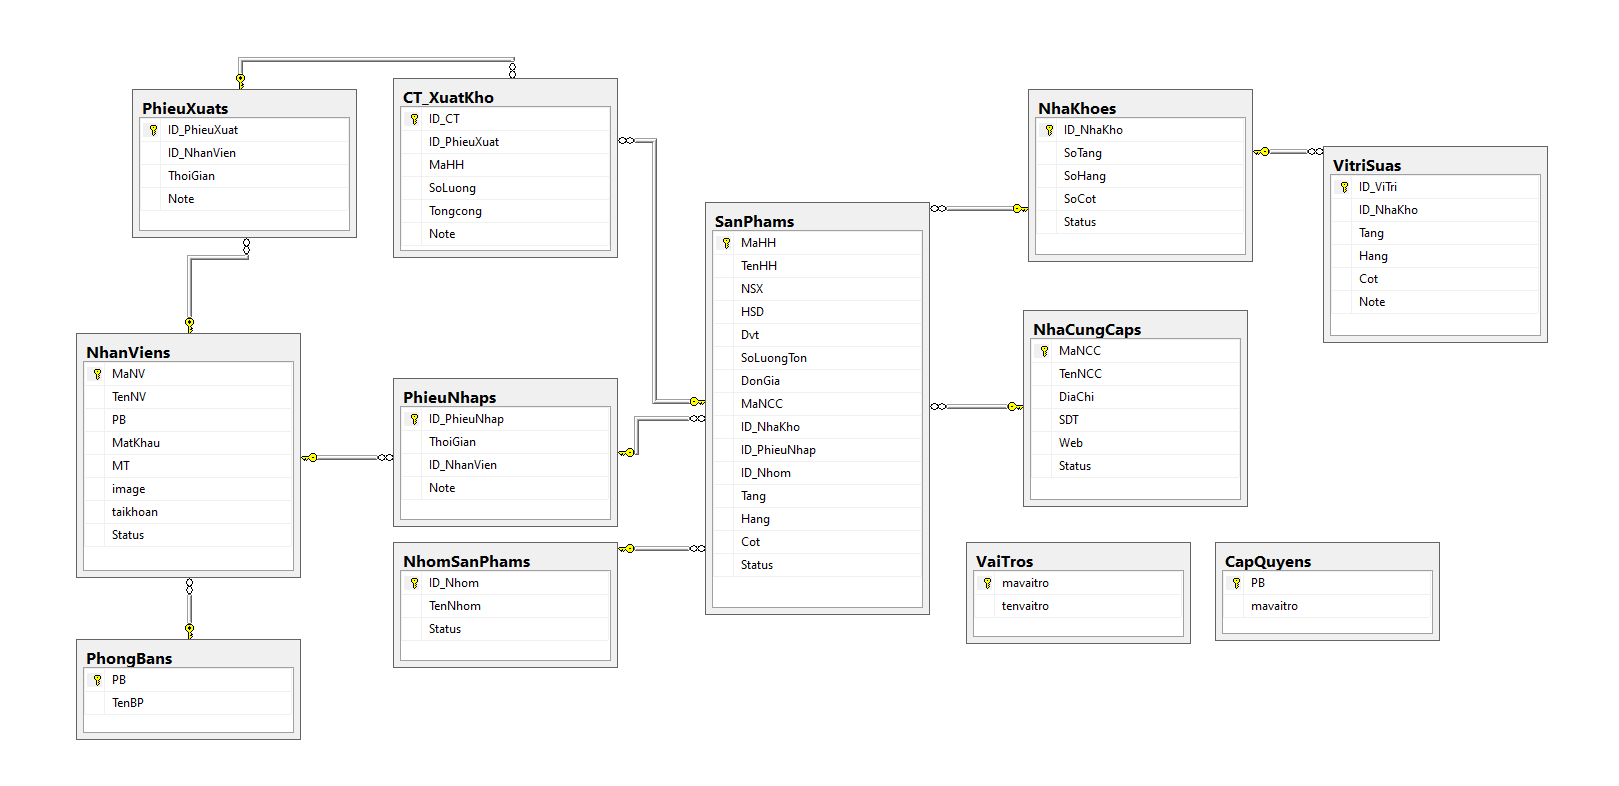 PhieuXuats
ID_PhieuXuat
ID_NhanVien
ThoiGian
Note
CT_XuatKho
ID_CT
ID_PhieuXuat
MaHH
SoLuong
Tongcong
Note
NhaKhoes
ID_NhaKho
SoTang
SoHang
SoCot
Status
VitriSuas
ID_ViTri
ID_NhaKho
Tang
Hang
Cot
Note
SanPhams
MaHH
TenHH
NSX
HSD
Dvt
SoLuongTon
DonGia
MaNCC
ID_NhaKho
ID_PhieuNhap
ID_Nhom
Tang
Hang
Cot
Status
NhaCungCaps
MaNCC
TenNCC
DiaChi
SDT
Web
Status
NhanViens
MaNV
TenNV
PB
MatKhau
MT
image
taikhoan
Status
PhieuNhaps
ID_PhieuNhap
ThoiGian
ID_NhanVien
Note
NhomSanPhams
ID_Nhom
TenNhom
Status
VaiTros
mavaitro
tenvaitro
CapQuyens
PB
mavaitro
PhongBans
PB
TenBP